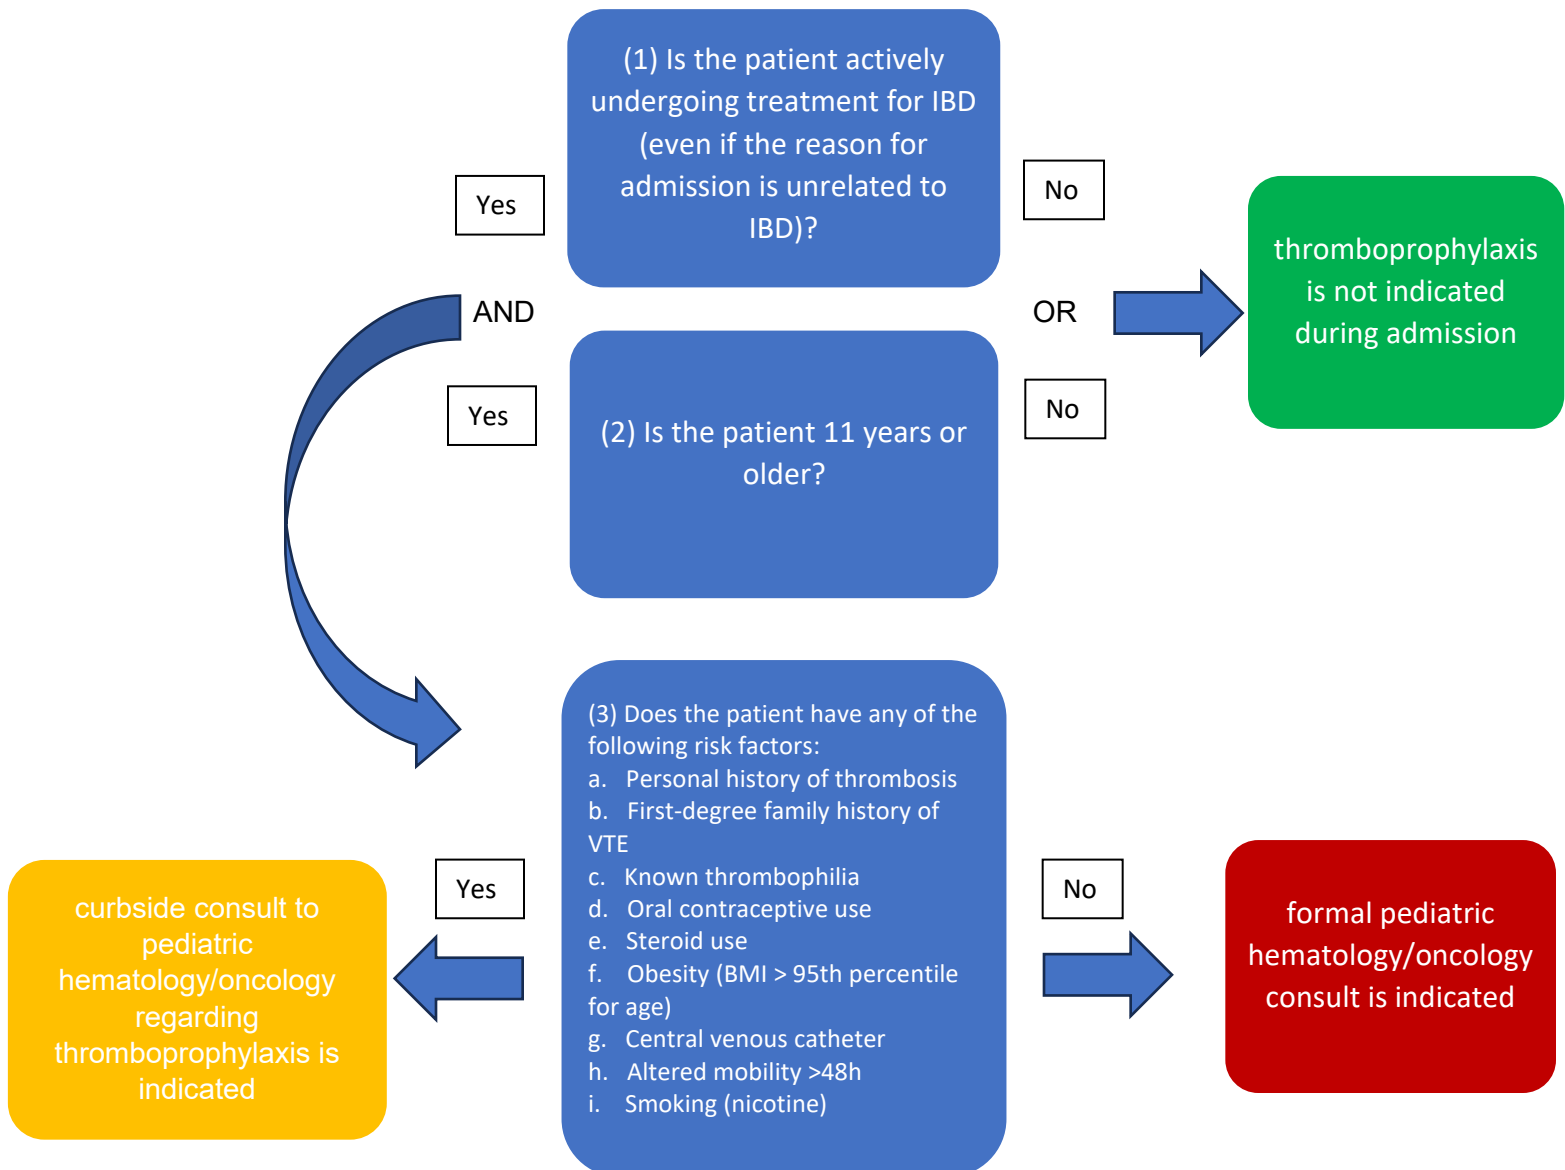 (1) Is the patient actively
undergoing treatment for IBD
(even if the reason for
admission is unrelated to
IBD)?
Yes
No
thromboprophylaxis
is not indicated
during admission
AND
OR
Yes
No
(2) Is the patient 11 years or
older?
(3) Does the patient have any of the
following risk factors:
a. Personal history of thrombosis
b. First-degree family history of
VTE
c. Known thrombophilia
d. Oral contraceptive use
e. Steroid use
f. Obesity (BMI > 95th percentile
for age)
g. Central venous catheter
h. Altered mobility >48h
i. Smoking (nicotine)
Yes
No
curbside consult to
pediatric
hematology/oncology
regarding
thromboprophylaxis is
indicated
formal pediatric
hematology/oncology
consult is indicated